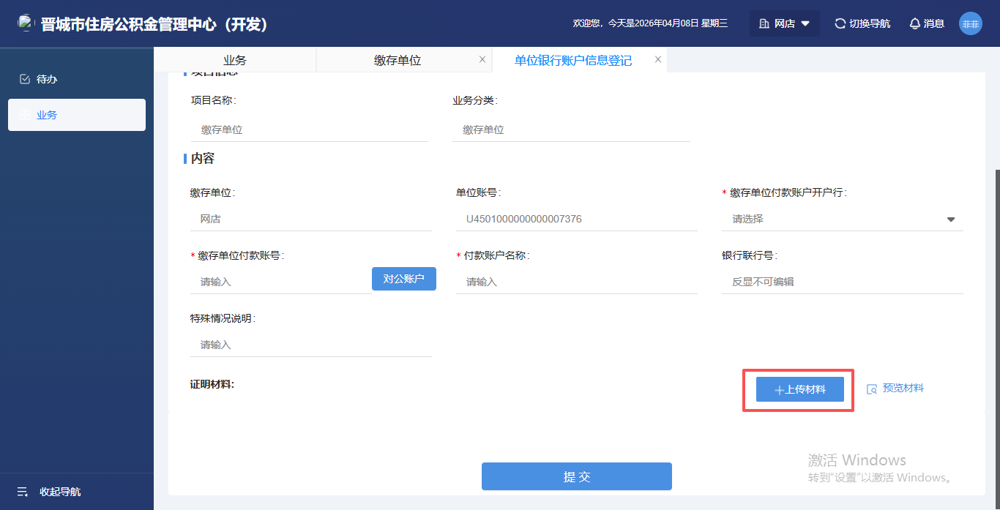 晋城市住房公积金管理中心（开发）
欢迎您，今天是2026年04月08日 星期三
网店
切换导航
消息
菲菲
待办
业务
收起导航
业务
缴存单位
单位银行账户信息登记
项目信息
项目名称:
业务分类:
缴存单位
缴存单位
内容
缴存单位:
单位账号:
* 缴存单位付款账户开户行:
网店
U4501000000000007376
请选择
* 缴存单位付款账号:
* 付款账户名称:
银行联行号:
请输入
对公账户
请输入
反显不可编辑
特殊情况说明:
请输入
证明材料:
上传材料
预览材料
提 交
激活 Windows
转到"设置"以激活 Windows。